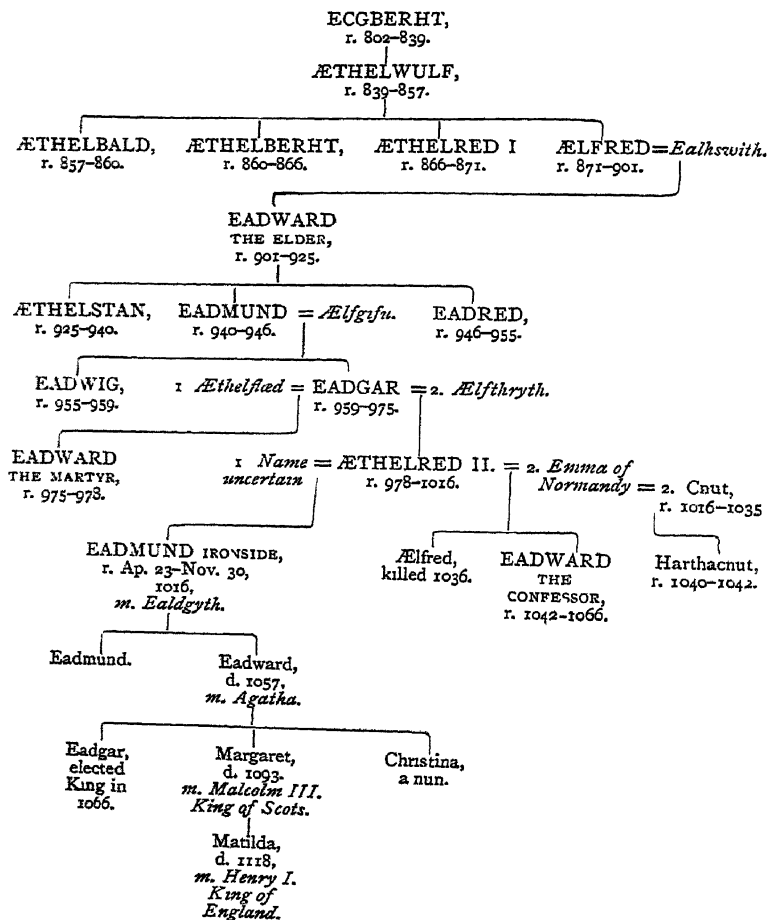 ECGBERHT,
r. 802–839.
ÆTHELWULF,
r. 839–857.
ÆTHELBALD,
r. 857–860.
ÆTHELBERHT,
r. 860–866.
ÆTHELRED I
r. 866–871.
ÆLFRED = Ealhswith.
r. 871–901.
EADWARD
THE ELDER,
r. 901–925.
ÆTHELSTAN,
r. 925–940.
EADMUND = Ælfgifu.
r. 940–946.
EADRED,
r. 946–955.
EADWIG,
r. 955–959.
1 Æthelflæd = EADGAR = 2. Ælfthryth.
r. 959–975.
EADWARD
THE MARTYR,
r. 975–978.
1 Name = ÆTHELRED II. = 2. Emma of
uncertain r. 978–1016. Normandy = 2. Cnut,
r. 1016–1035
EADMUND IRONSIDE,
r. Ap. 23–Nov. 30,
1016,
m. Ealdgyth.
Ælfred,
killed 1036.
EADWARD
THE
CONFESSOR,
r. 1042–1066.
Harthacnut,
r. 1040–1042.
Eadmund.
Eadward,
d. 1057,
m. Agatha.
Eadgar,
elected
King in
1066.
Margaret,
d. 1093.
m. Malcolm III.
King of Scots.
Christina,
a nun.
Matilda,
d. 1118,
m. Henry I.
King of
England.